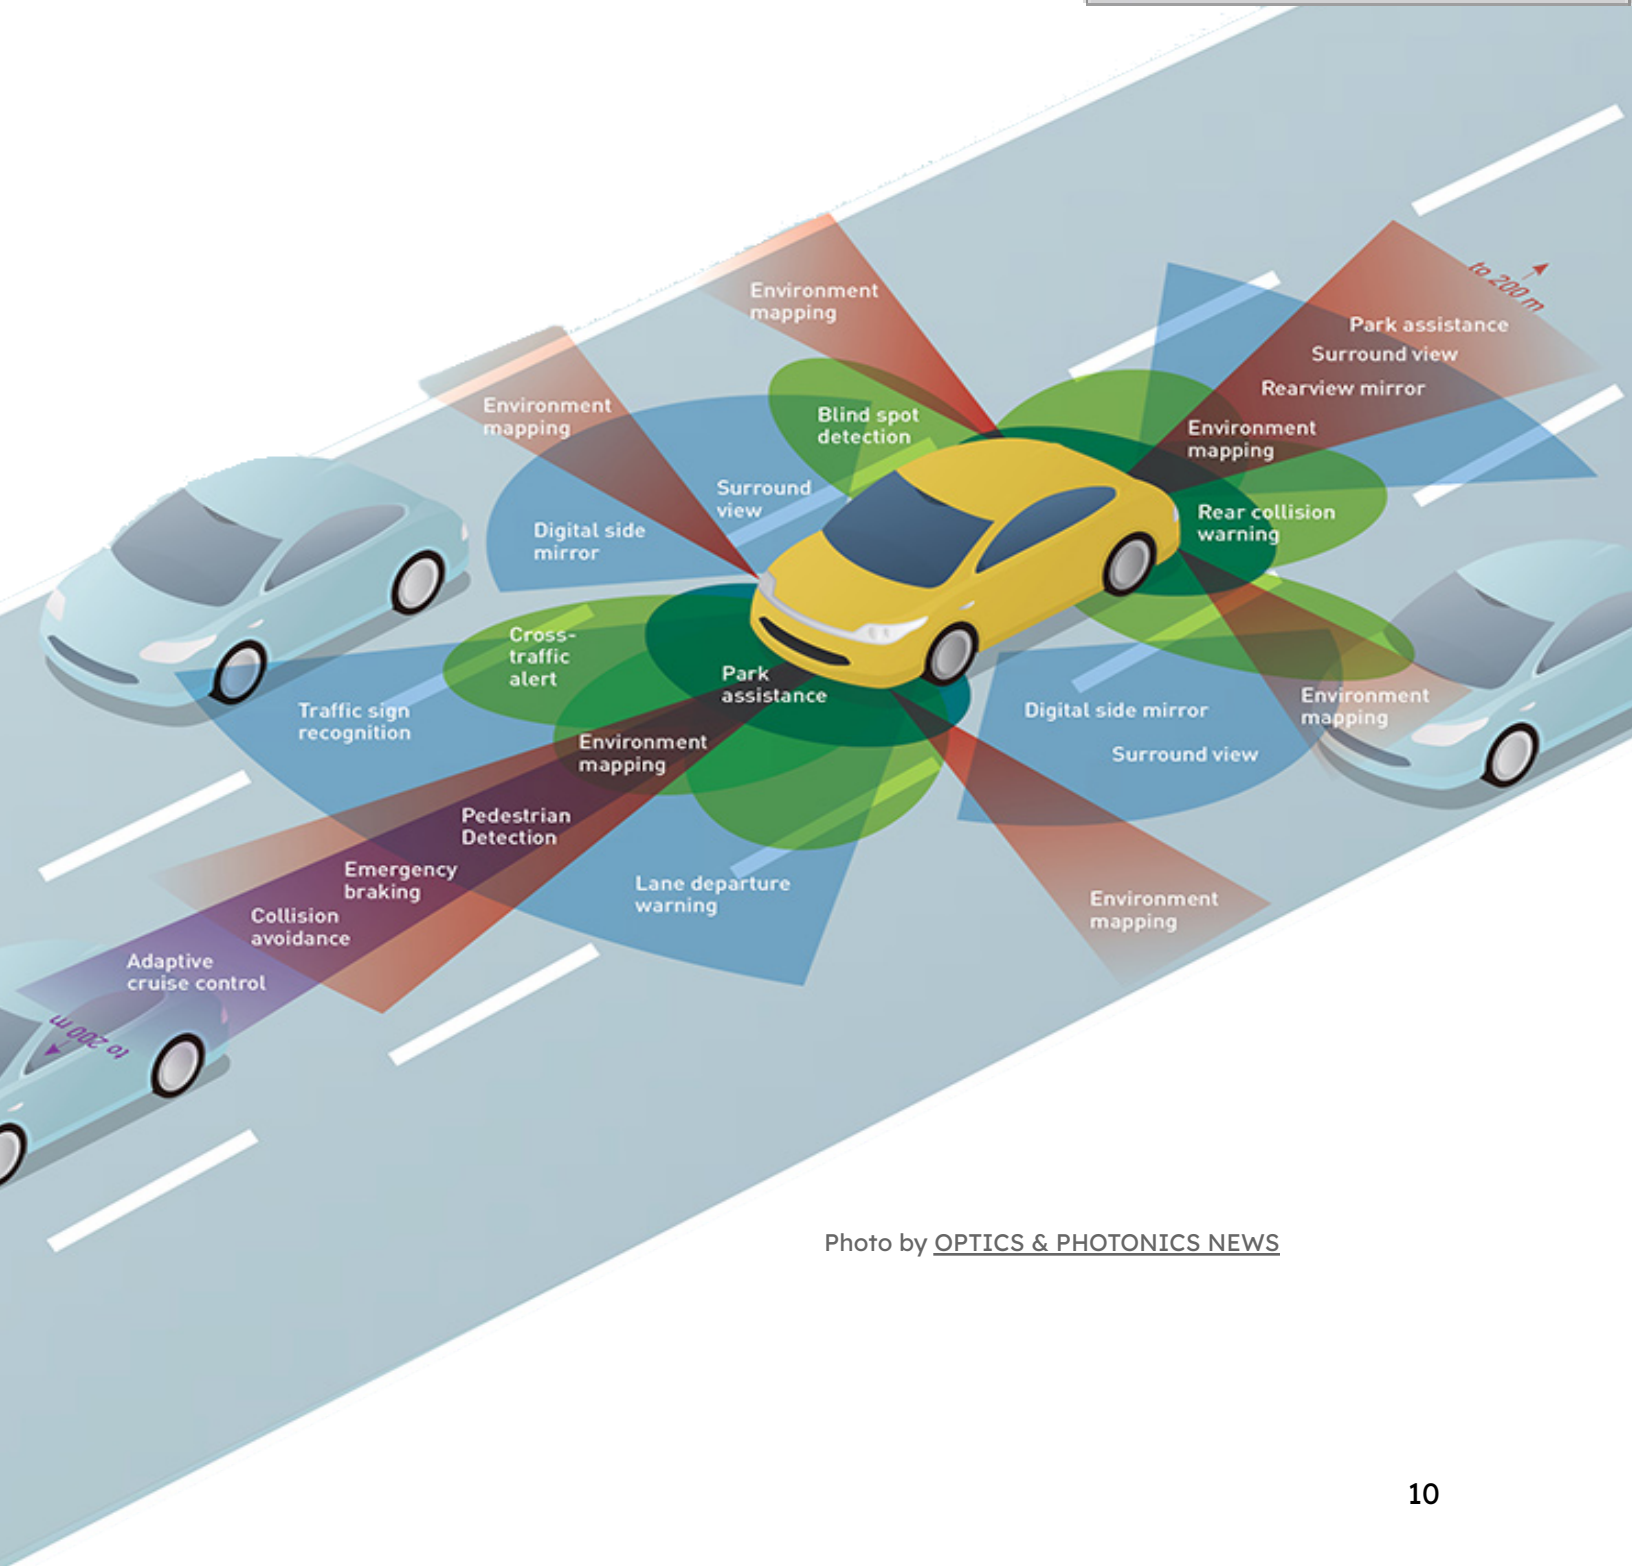 Environment
mapping
to 200 m
Park assistance
Surround view
Rearview mirror
Environment
mapping
Environment
mapping
Blind spot
detection
Surround
view
Digital side
mirror
Rear collision
warning
Cross-
traffic
alert
Park
assistance
Traffic sign
recognition
Environment
mapping
Digital side mirror
Surround view
Environment
mapping
Pedestrian
Detection
Emergency
braking
Collision
avoidance
Adaptive
cruise control
to 200 m
Lane departure
warning
Environment
mapping
Photo by OPTICS & PHOTONICS NEWS
10